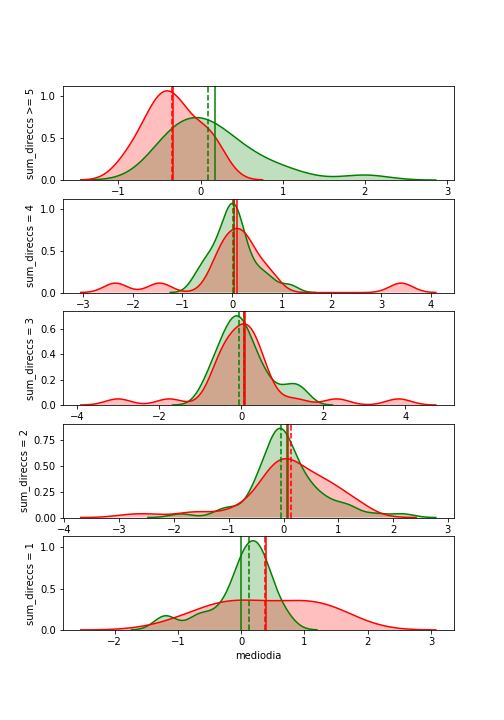 sum_direccs >= 5
1.0
0.5
0.0
−1 0 1 2 3
sum_direccs = 4
1.0
0.5
0.0
−3 −2 −1 0 1 2 3 4
sum_direccs = 3
0.6
0.4
0.2
0.0
−4 −2 0 2 4
sum_direccs = 2
0.75
0.50
0.25
0.00
−4 −3 −2 −1 0 1 2 3
sum_direccs = 1
1.0
0.5
0.0
−2 −1 0 1 2 3
mediodia